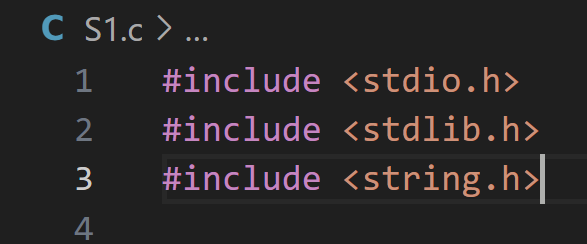 C S1.c > ...
1 #include <stdio.h>
2 #include <stdlib.h>
3 #include <string.h>
4